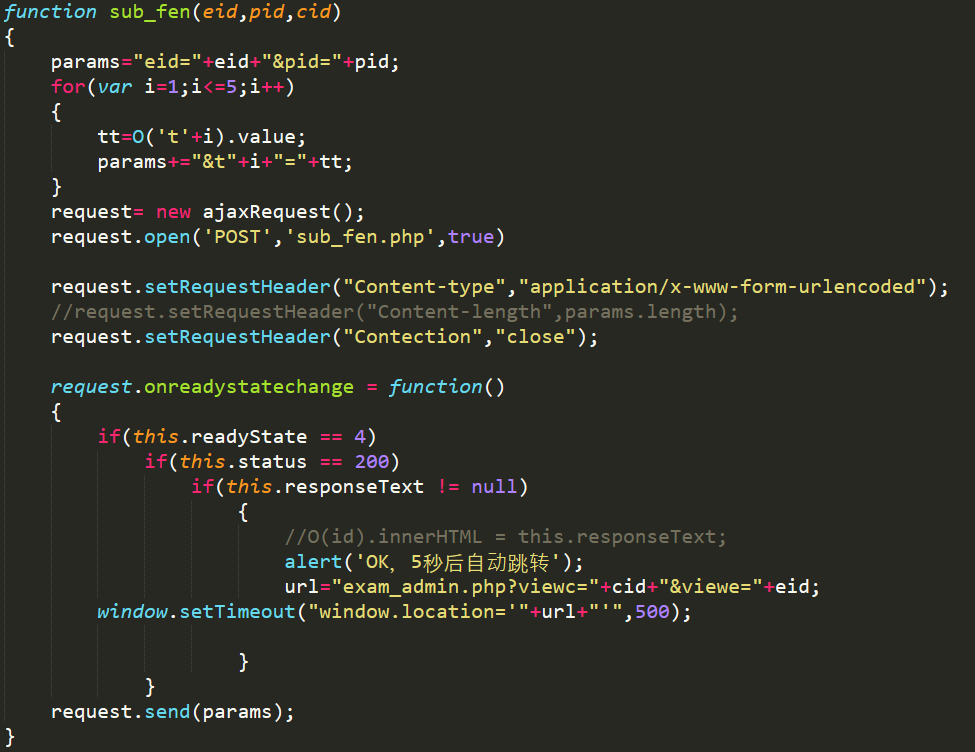 function sub_fen(eid,pid,cid)
{
    params="eid="+eid+"&pid="+pid;
    for(var i=1;i<=5;i++)
    {
        tt=O('t'+i).value;
        params+="&t"+i+"="+tt;
    }
    request= new ajaxRequest();
    request.open('POST','sub_fen.php',true)

    request.setRequestHeader("Content-type","application/x-www-form-urlencoded");
    //request.setRequestHeader("Content-length",params.length);
    request.setRequestHeader("Contection","close");

    request.onreadystatechange = function()
    {
        if(this.readyState == 4)
            if(this.status == 200)
                if(this.responseText != null)
                    {
                        //O(id).innerHTML = this.responseText;
                        alert('OK, 5秒后自动跳转');
                        url="exam_admin.php?viewc="+cid+"&viewe="+eid;
        window.setTimeout("window.location='"+url+"'",500);

                    }
            }
    request.send(params);
}